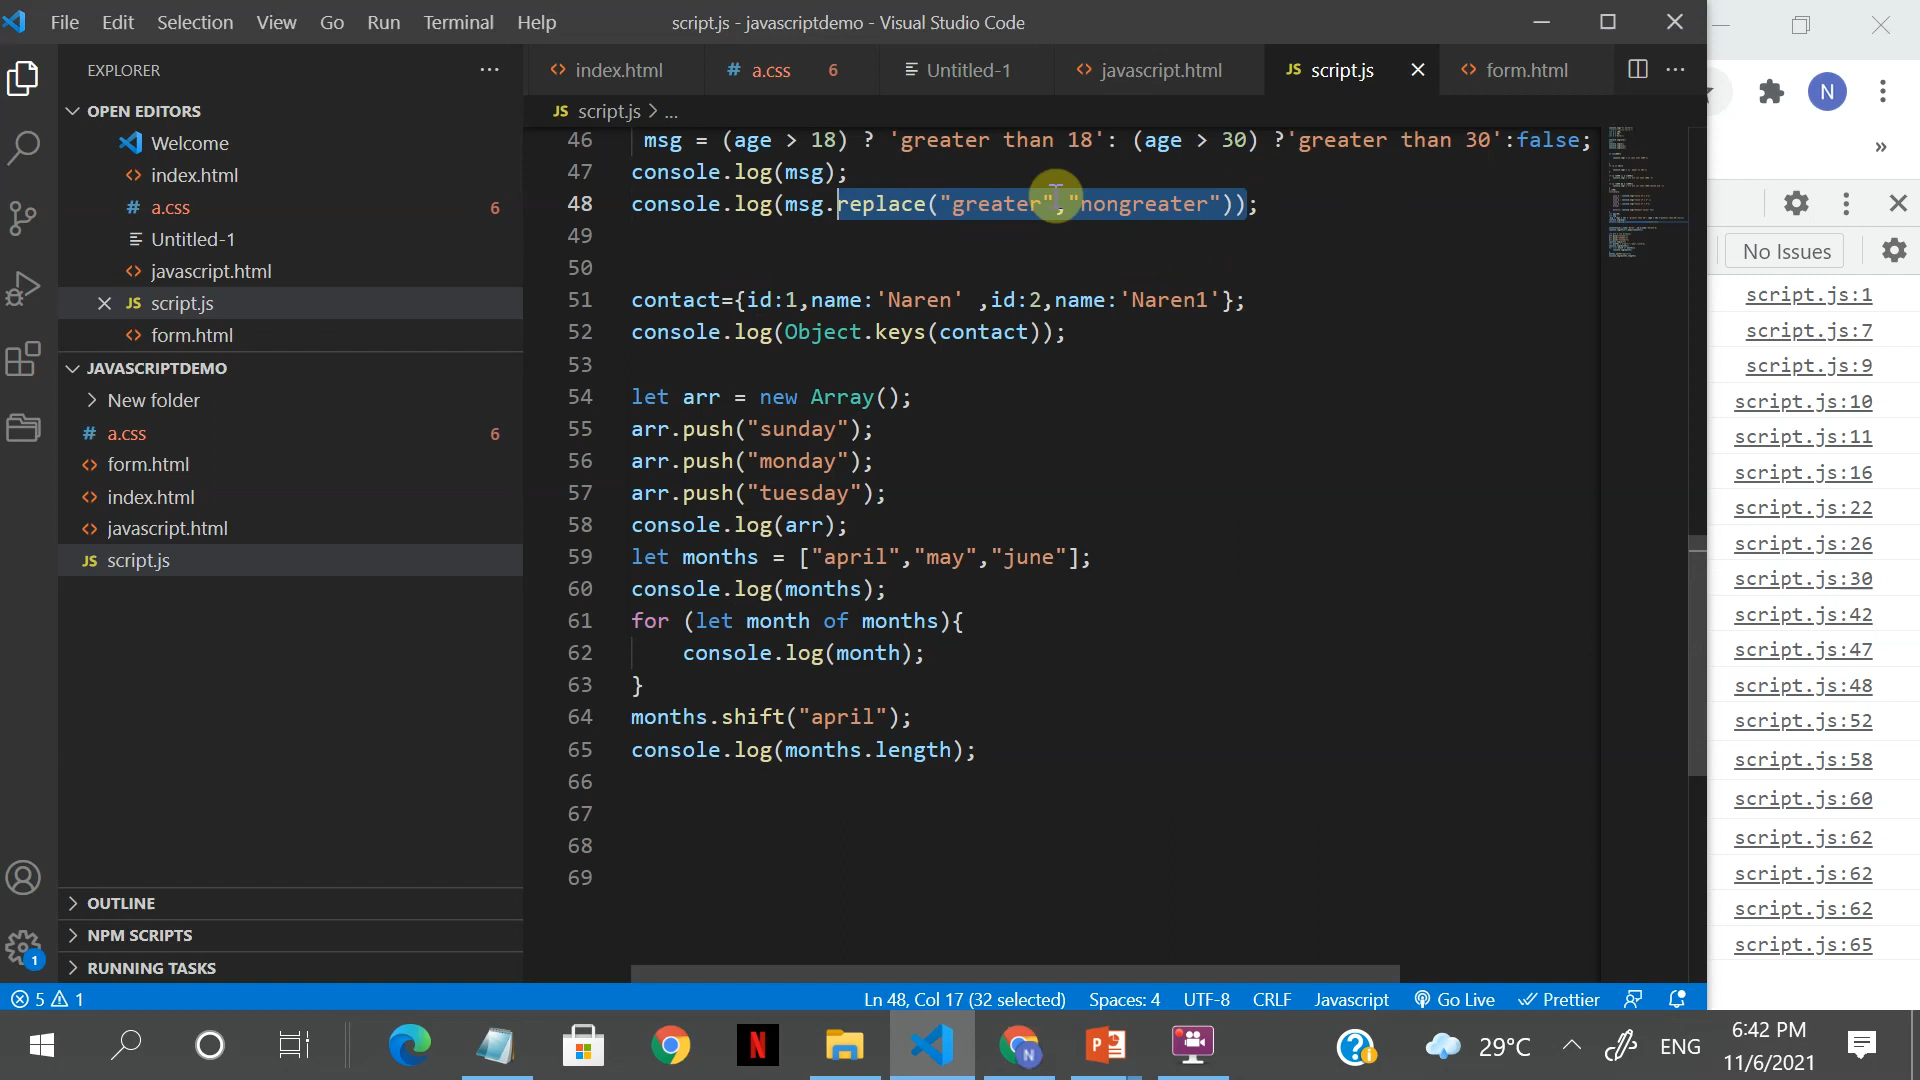 File Edit Selection View Go Run Terminal Help
script.js - javascriptdemo - Visual Studio Code
EXPLORER
OPEN EDITORS
Welcome
index.html
# a.css 6
Untitled-1
javascript.html
JS script.js
form.html
JAVASCRIPTDEMO
New folder
# a.css 6
form.html
index.html
javascript.html
JS script.js
OUTLINE
NPM SCRIPTS
RUNNING TASKS
1
index.html # a.css 6 Untitled-1 javascript.html JS script.js form.html
JS script.js > ...
46 msg = (age > 18) ? 'greater than 18': (age > 30) ?'greater than 30':false;
47 console.log(msg);
48 console.log(msg.replace("greater","nongreater"));
49
50
51 contact={id:1,name:'Naren' ,id:2,name:'Naren1'};
52 console.log(Object.keys(contact));
53
54 let arr = new Array();
55 arr.push("sunday");
56 arr.push("monday");
57 arr.push("tuesday");
58 console.log(arr);
59 let months = ["april","may","june"];
60 console.log(months);
61 for (let month of months){
62 console.log(month);
63 }
64 months.shift("april");
65 console.log(months.length);
66
67
68
69
N
»
No Issues
script.js:1
script.js:7
script.js:9
script.js:10
script.js:11
script.js:16
script.js:22
script.js:26
script.js:30
script.js:42
script.js:47
script.js:48
script.js:52
script.js:58
script.js:60
script.js:62
script.js:62
script.js:62
script.js:65
5 1 Ln 48, Col 17 (32 selected) Spaces: 4 UTF-8 CRLF Javascript Go Live Prettier
N N P 29°C ENG
6:42 PM
11/6/2021